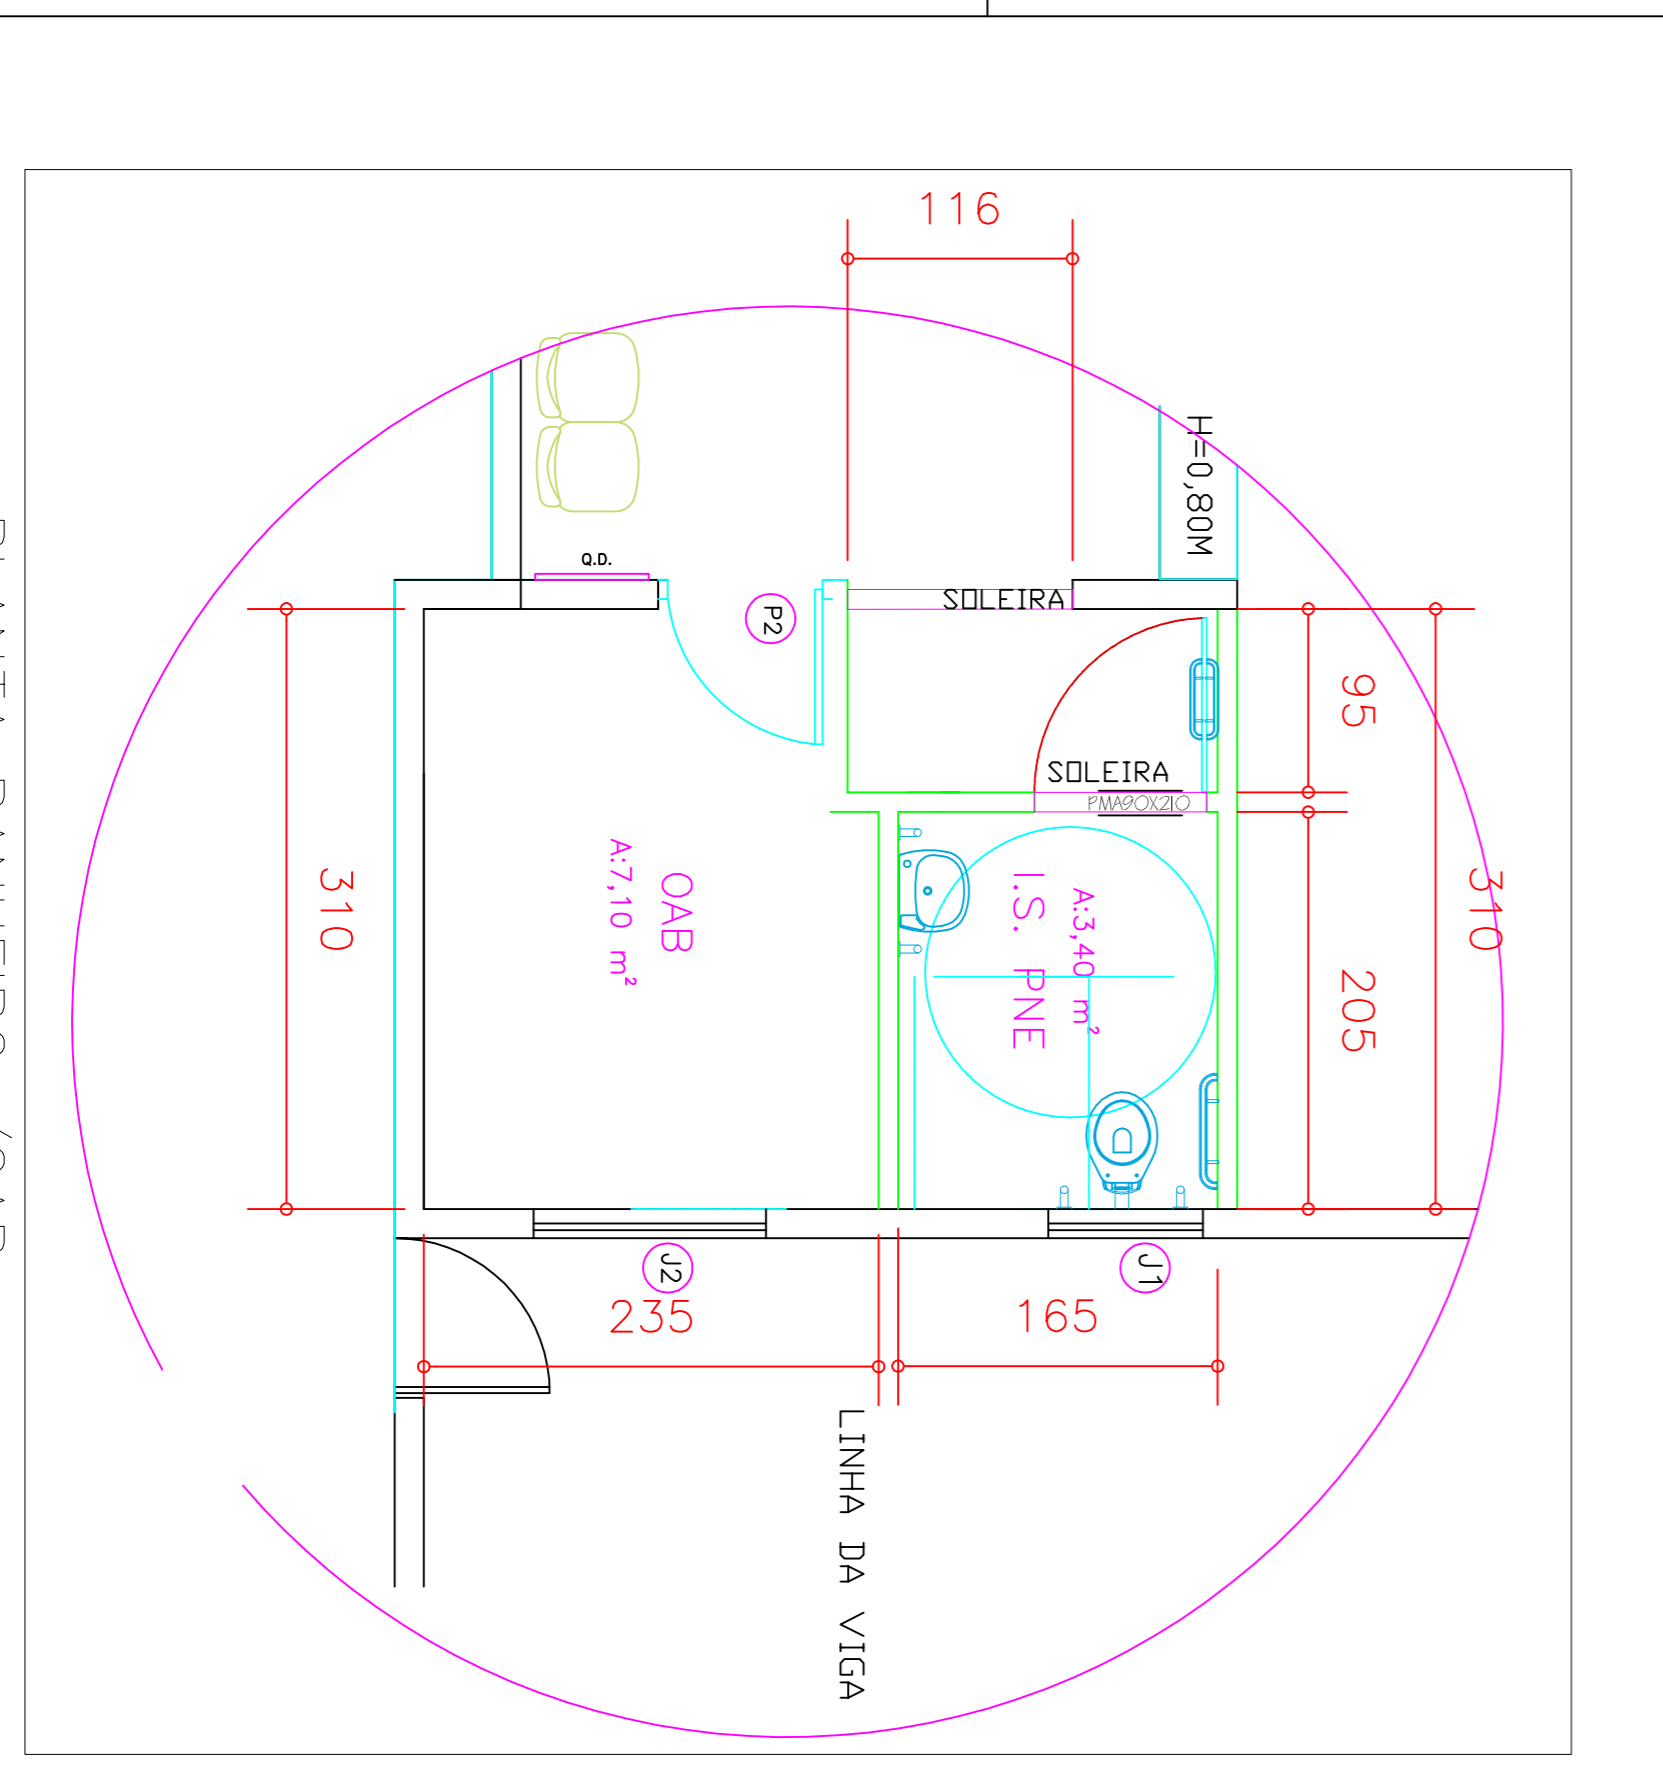 116
H=0,80M
Q.D.
SOLEIRA
P2
95
SOLEIRA
PMA90X210
310
OAB
A:7,10 m²
I.S. PNE
A:3,40 m²
310
205
J2
J1
235
165
LINHA DA VIGA